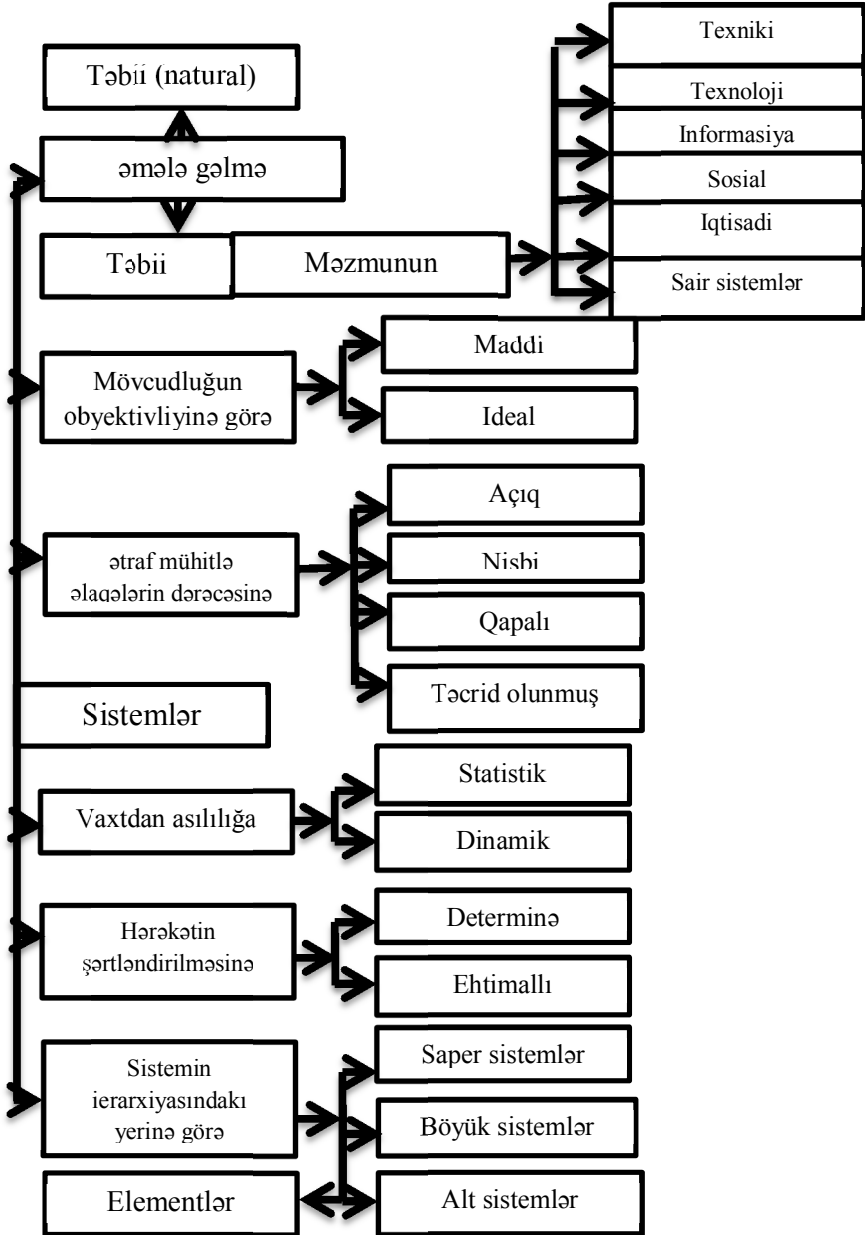 Təbii (natural)
əmələ gəlmə
Təbii
Məzmunun
Texniki
Texnoloji
Informasiya
Sosial
Iqtisadi
Sair sistemlər
Mövcudluğun
obyektivliyinə görə
Maddi
Ideal
ətraf mühitlə
əlaqələrin dərəcəsinə
Açıq
Nisbi
Qapalı
Təcrid olunmuş
Sistemlər
Vaxtdan asılılığa
Statistik
Dinamik
Hərəkətin
şərtləndirilməsinə
Determinə
Ehtimallı
Sistemin
ierarxiyasındakı
yerinə görə
Saper sistemlər
Böyük sistemlər
Alt sistemlər
Elementlər